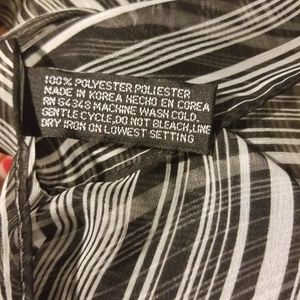 100% POLYESTER POLIESTER
MADE IN KOREA HECHO EN COREA
RN 64348 MACHINE WASH COLD.
GENTLE CYCLE,DO NOT BLEACH,LINE
DRY IRON ON LOWEST SETTING